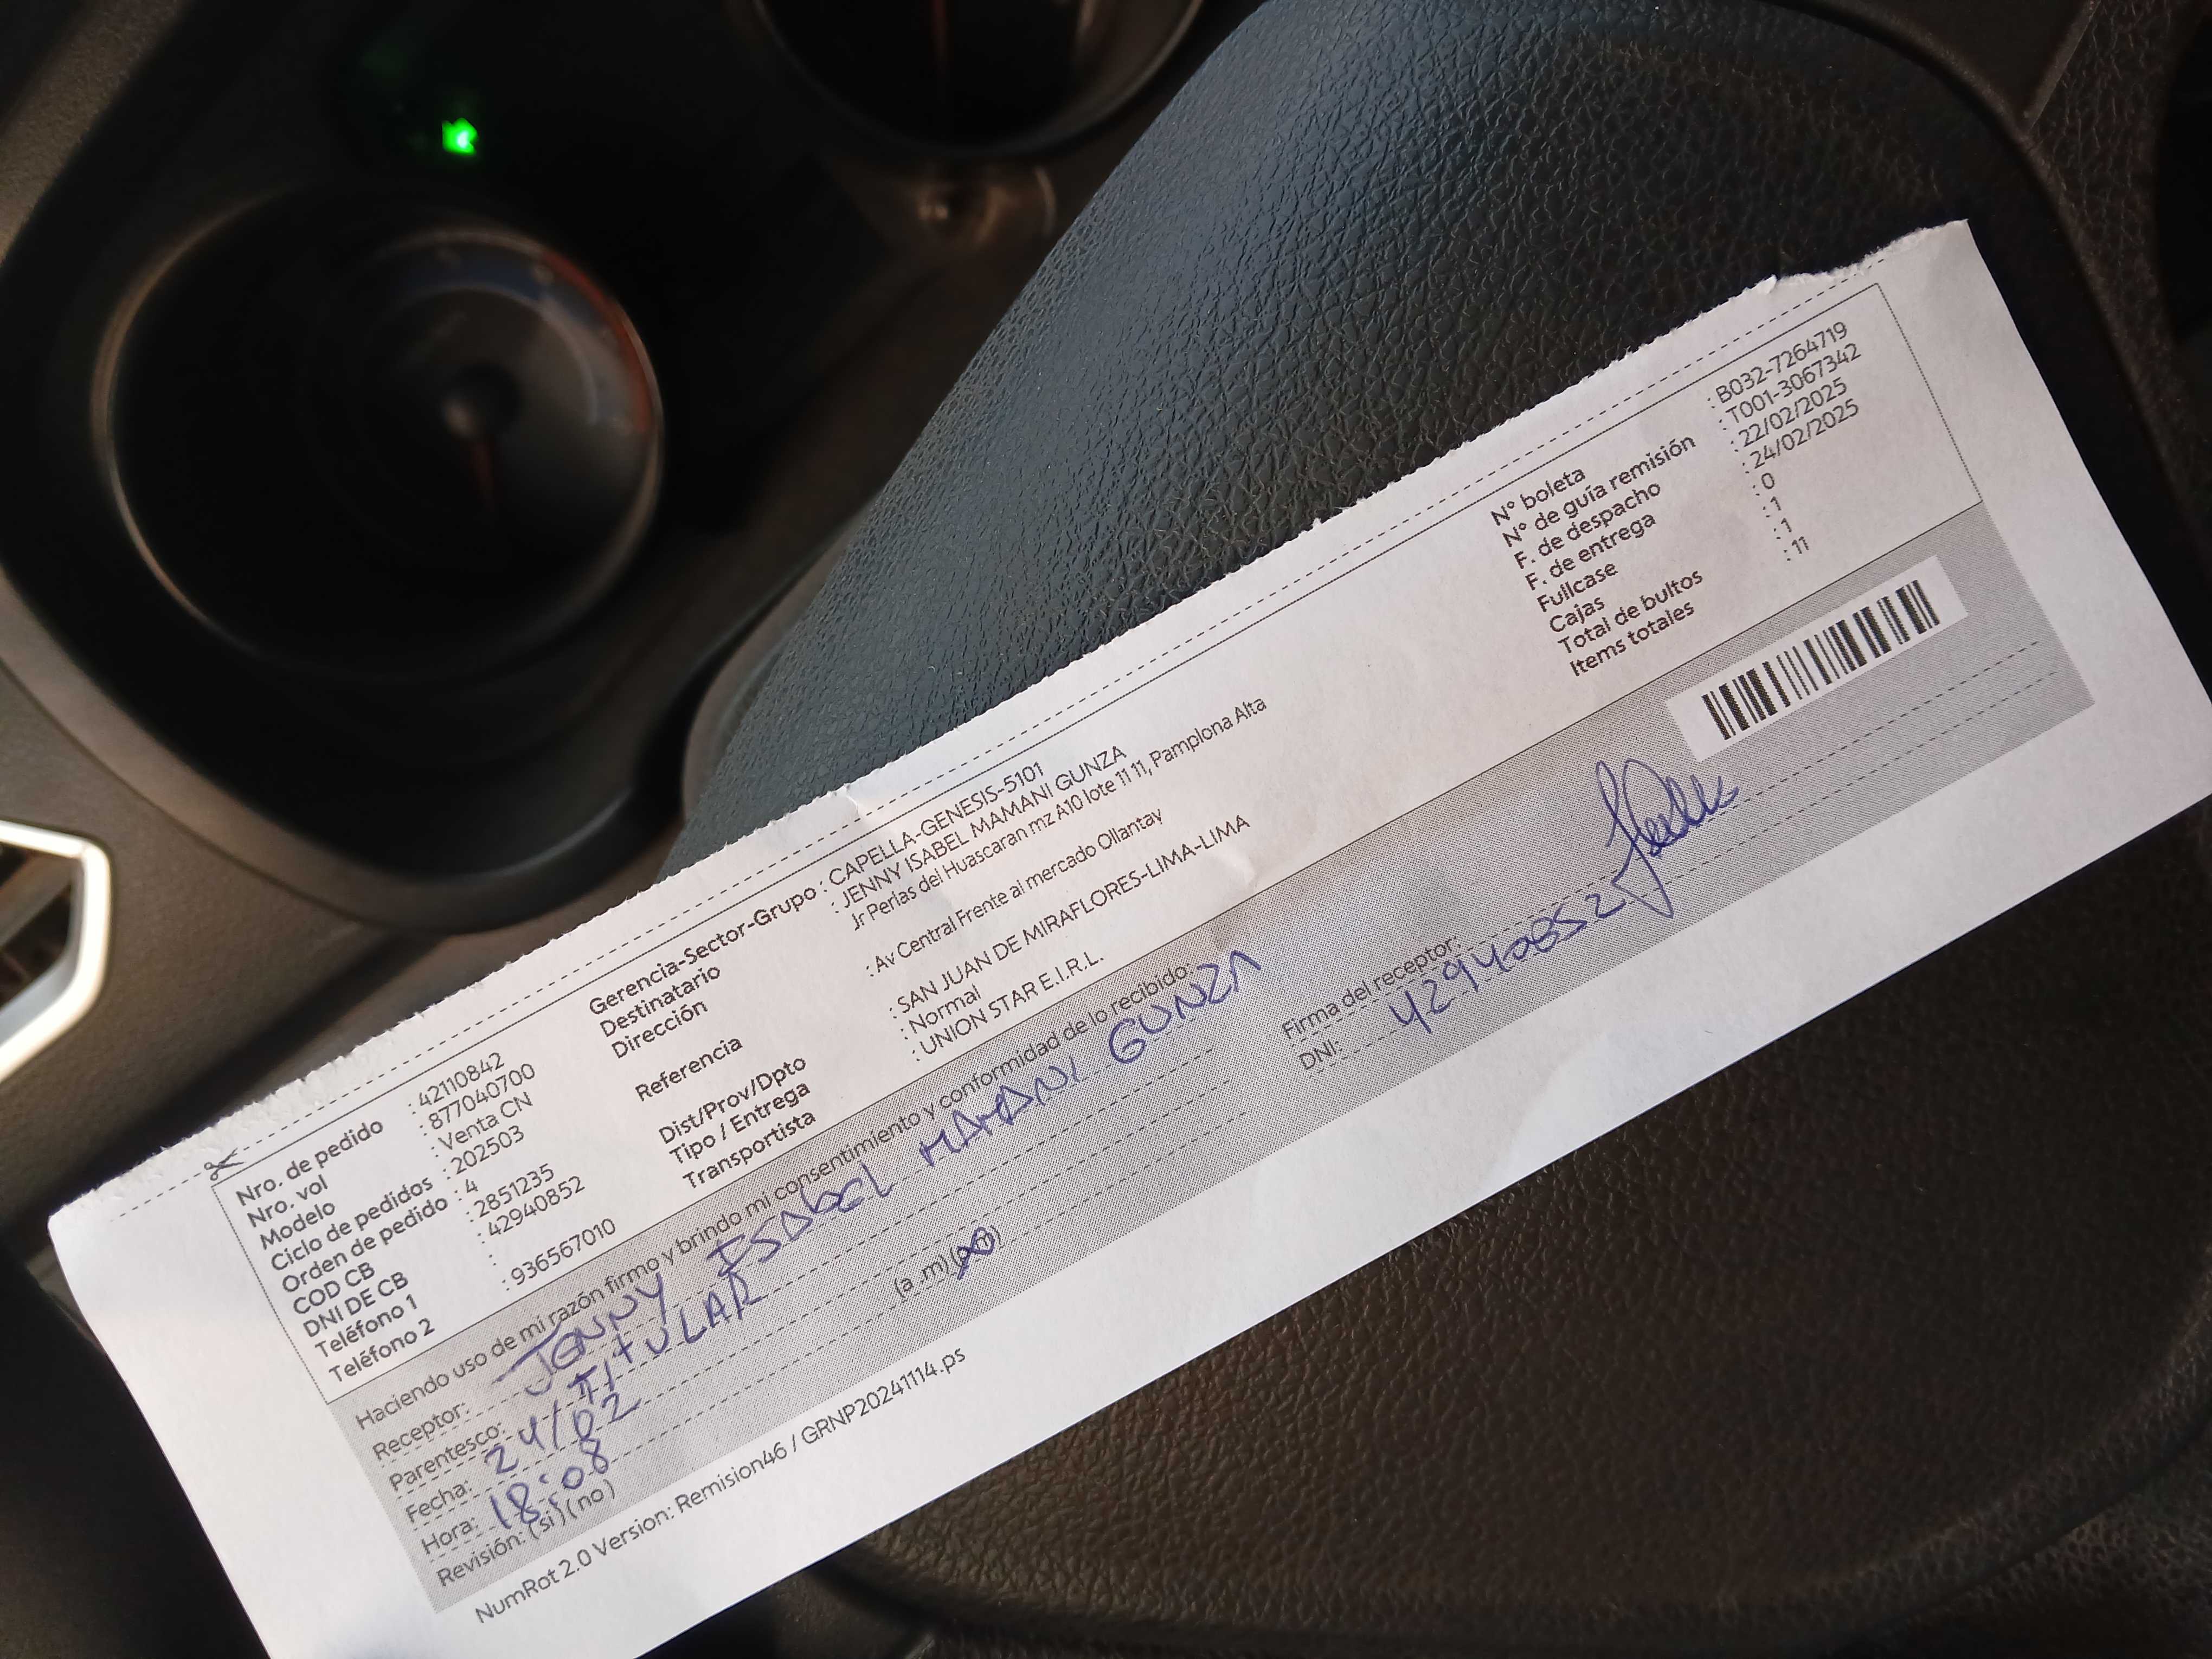 Nro. de pedido : 42110842
Nro. vol : 877040700
Modelo : Venta CN
Ciclo de pedidos : 202503
Orden de pedido : 4
COD CB : 2851235
DNI DE CB : 42940852
Teléfono 1 :
Teléfono 2 : 936567010
Gerencia-Sector-Grupo : CAPELLA-GENESIS-5101
Destinatario : JENNY ISABEL MAMANI GUNZA
Dirección Jr Perlas del Huascaran mz A10 lote 11 11, Pamplona Alta
Referencia : Av Central Frente al mercado Ollantay
Dist/Prov/Dpto : SAN JUAN DE MIRAFLORES-LIMA-LIMA
Tipo / Entrega : Normal
Transportista : UNION STAR E.I.R.L.
N° boleta : B032-7264719
N° de guía remisión : T001-3067342
F. de despacho : 22/02/2025
F. de entrega : 24/02/2025
Fullcase : 0
Cajas : 1
Total de bultos : 1
Items totales : 11
Haciendo uso de mi razón firmo y brindo mi consentimiento y conformidad de lo recibido:
Receptor: JENNY ISABEL MAMANI GUNZA
Parentesco: TITULAR
Fecha: 24/02
Hora: 18:08 (a .m) (p.m)
Revisión: (si) (no)
Firma del receptor:
DNI: 42940852
NumRot 2.0 Version: Remision46 / GRNP20241114.ps